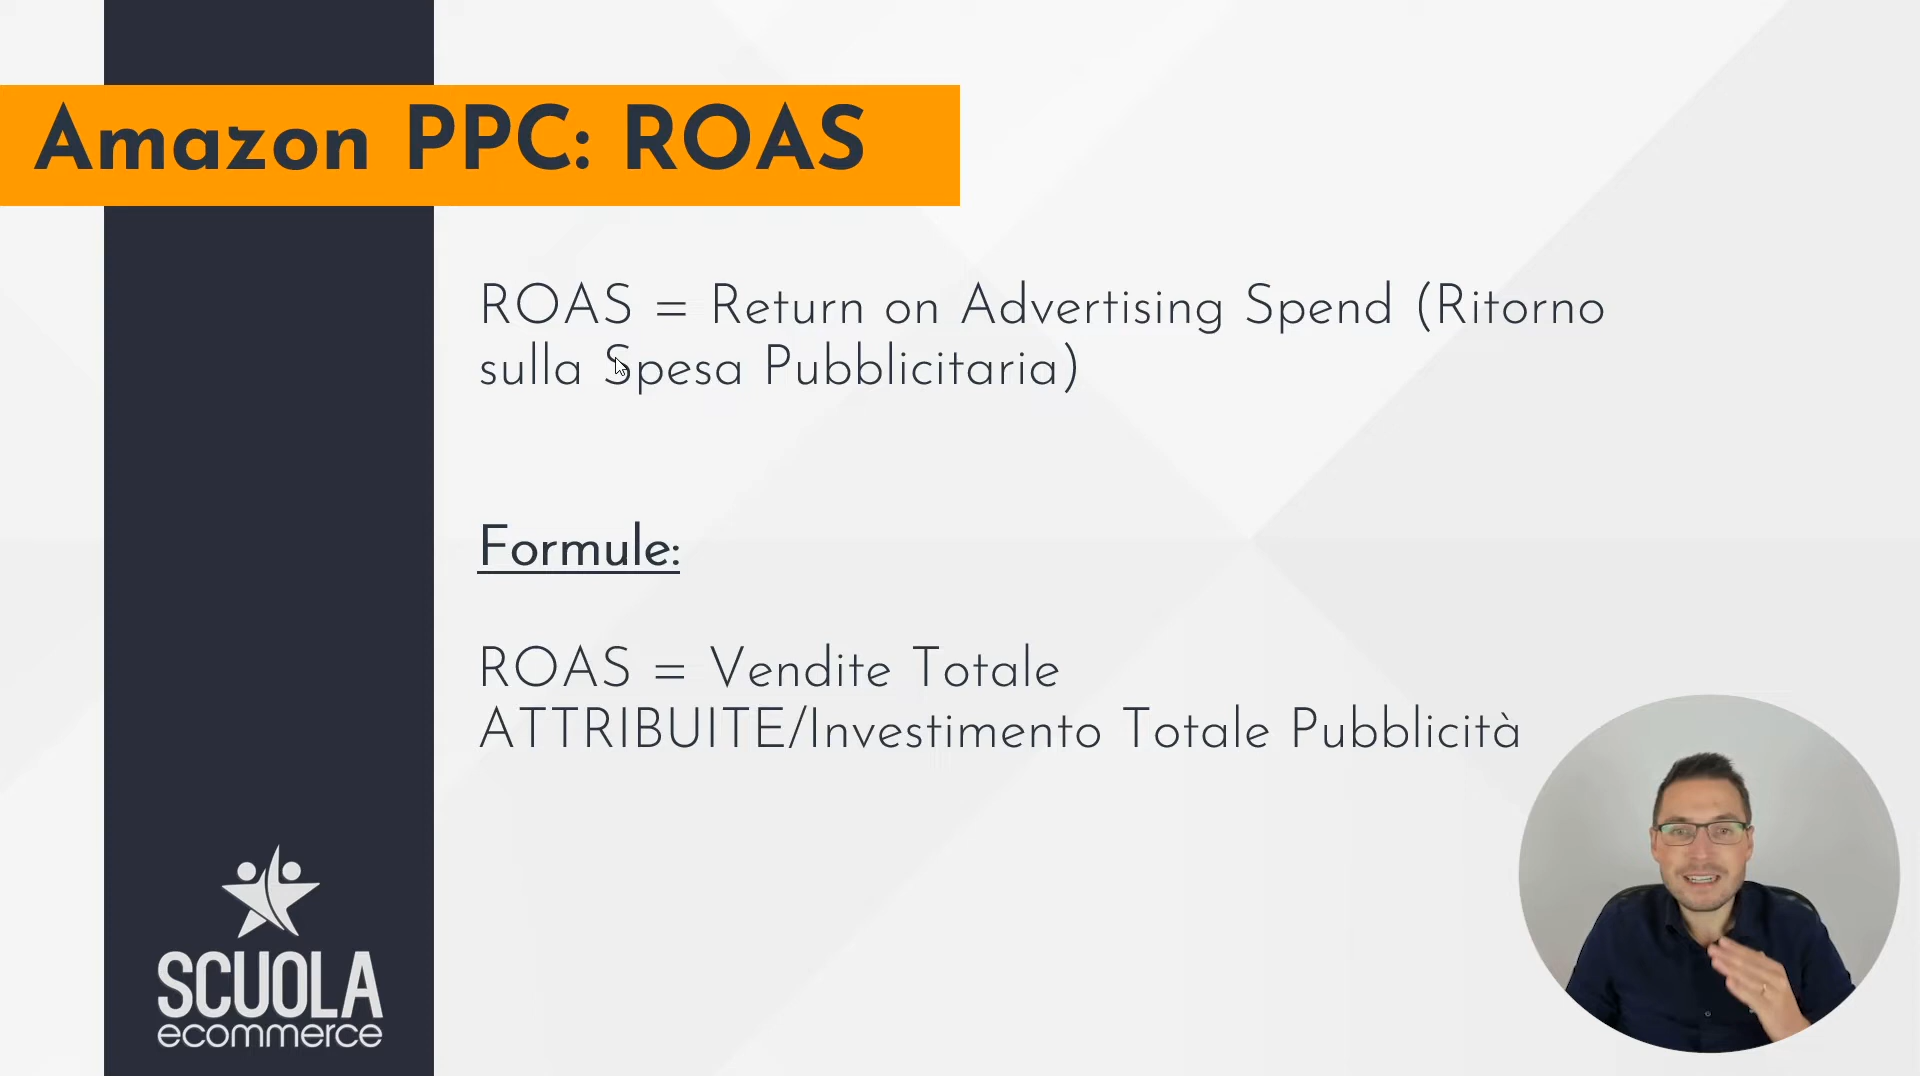 Amazon PPC: ROAS
ROAS = Return on Advertising Spend (Ritorno
sulla Spesa Pubblicitaria)
Formule:
ROAS = Vendite Totale
ATTRIBUITE/Investimento Totale Pubblicità
SCUOLA
ecommerce